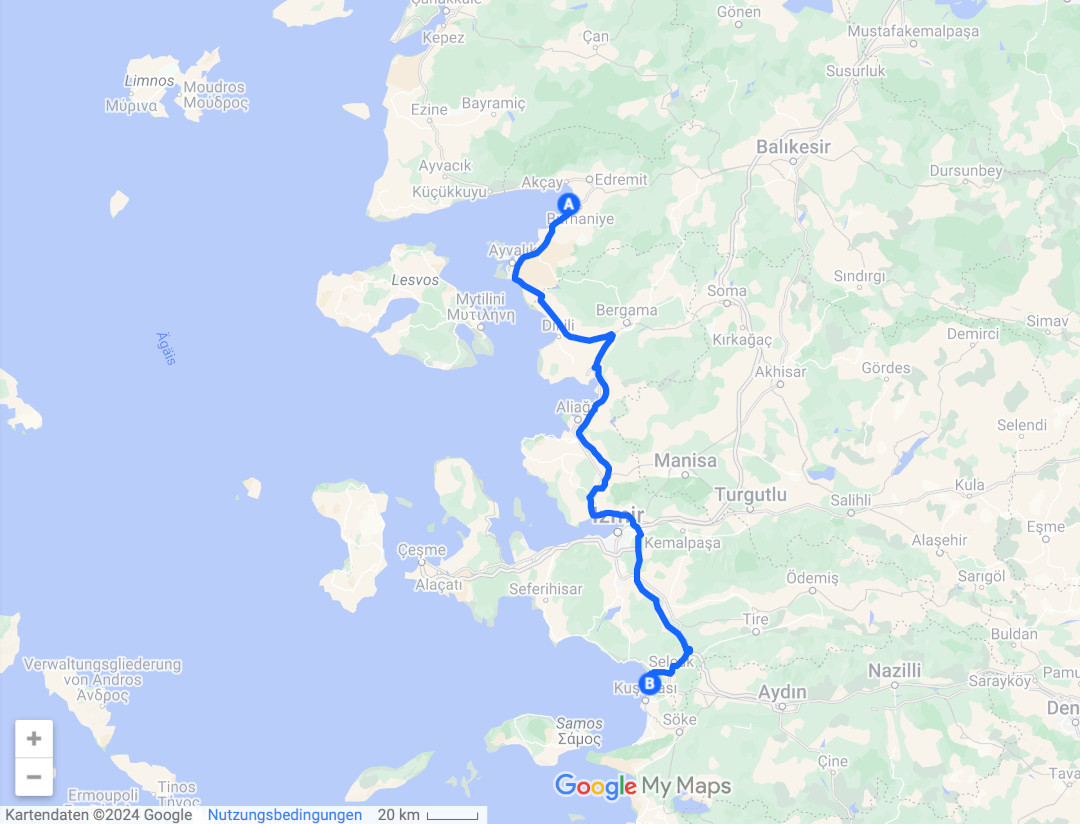 Çanakkale
Gönen
Kepez
Çan
Mustafakemalpaşa
Susurluk
Limnos
Μύρινα
Moudros
Μούδρος
Ezine
Bayramiç
Balıkesir
Ayvacık
Küçükkuyu
Akçay
Edremit
Dursunbey
A
Burhaniye
Ayvalık
Lesvos
Sındırgı
Mytilini
Μυτιλήνη
Soma
Bergama
Dikili
Simav
Demirci
Kırkağaç
Ägäis
Akhisar
Gördes
Aliağa
Selendi
Manisa
Turgutlu
Salihli
Kula
İzmir
Eşme
Kemalpaşa
Alaşehir
Çeşme
Alaçatı
Seferihisar
Ödemiş
Sarıgöl
Tire
Buldan
Verwaltungsgliederung
von Andros
Άνδρος
Selçuk
Nazilli
Sarayköy
Pamu
B
Kuşadası
Aydın
Den
Samos
Σάμος
Söke
Çine
Tava
+
−
Tinos
Τήνος
Ermoupoli
Google My Maps
Kartendaten ©2024 Google Nutzungsbedingungen 20 km